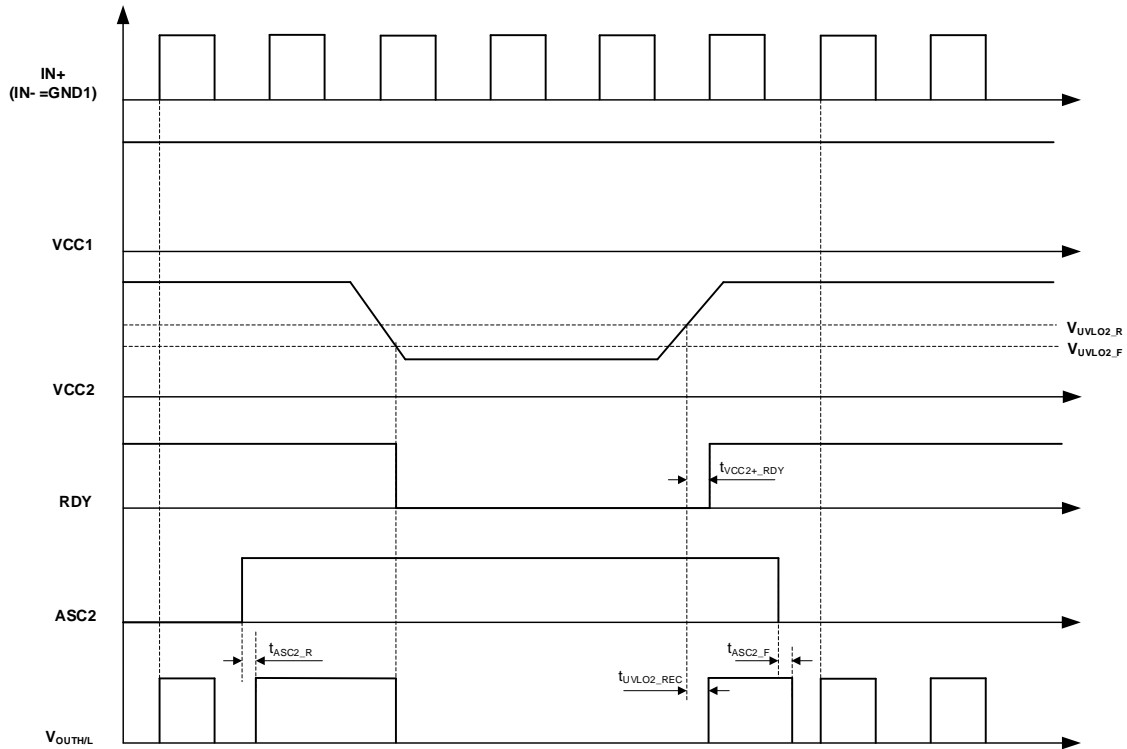 IN+
(IN- =GND1)
VCC1
VUVLO2_R
VUVLO2_F
VCC2
tVCC2+_RDY
RDY
ASC2
tASC2_R
tASC2_F
tUVLO2_REC
VOUTH/L